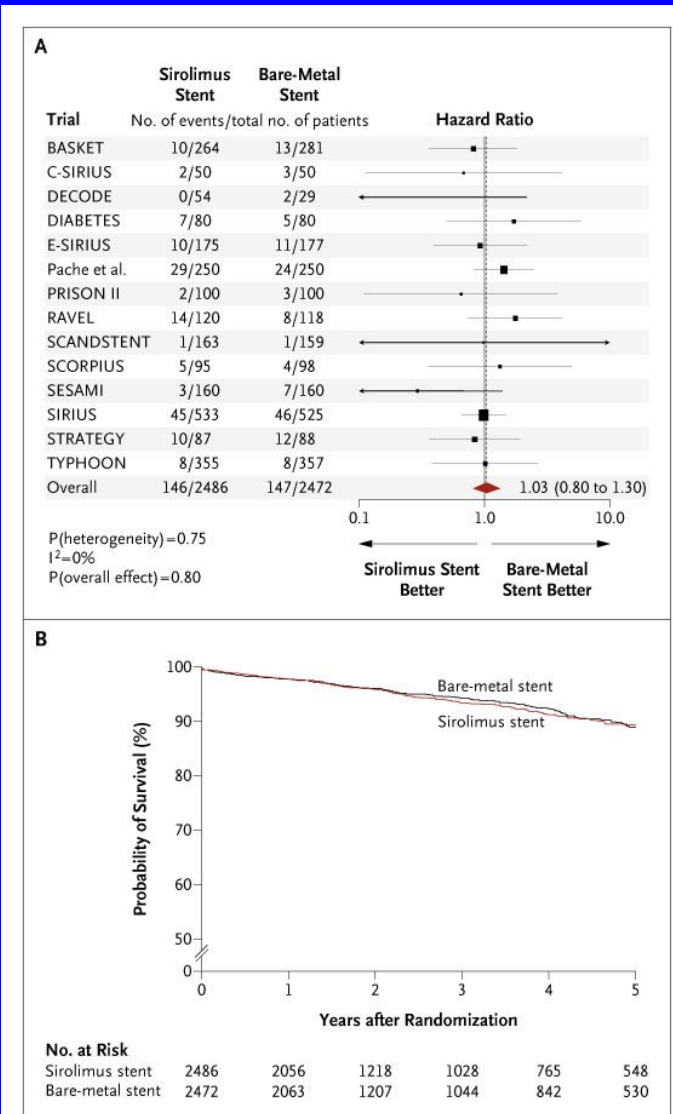 A
Sirolimus Stent Bare-Metal Stent
Trial No. of events/total no. of patients Hazard Ratio
BASKET 10/264 13/281
C-SIRIUS 2/50 3/50
DECODE 0/54 2/29
DIABETES 7/80 5/80
E-SIRIUS 10/175 11/177
Pache et al. 29/250 24/250
PRISON II 2/100 3/100
RAVEL 14/120 8/118
SCANDSTENT 1/163 1/159
SCORPIUS 5/95 4/98
SESAMI 3/160 7/160
SIRIUS 45/533 46/525
STRATEGY 10/87 12/88
TYPHOON 8/355 8/357
Overall 146/2486 147/2472 1.03 (0.80 to 1.30)
0.1 1.0 10.0
P(heterogeneity)=0.75
I²=0%
P(overall effect)=0.80
Sirolimus Stent Better
Bare-Metal Stent Better
B
Probability of Survival (%)
100
90
80
70
60
50
0
Bare-metal stent
Sirolimus stent
0 1 2 3 4 5
Years after Randomization
No. at Risk
Sirolimus stent 2486 2056 1218 1028 765 548
Bare-metal stent 2472 2063 1207 1044 842 530